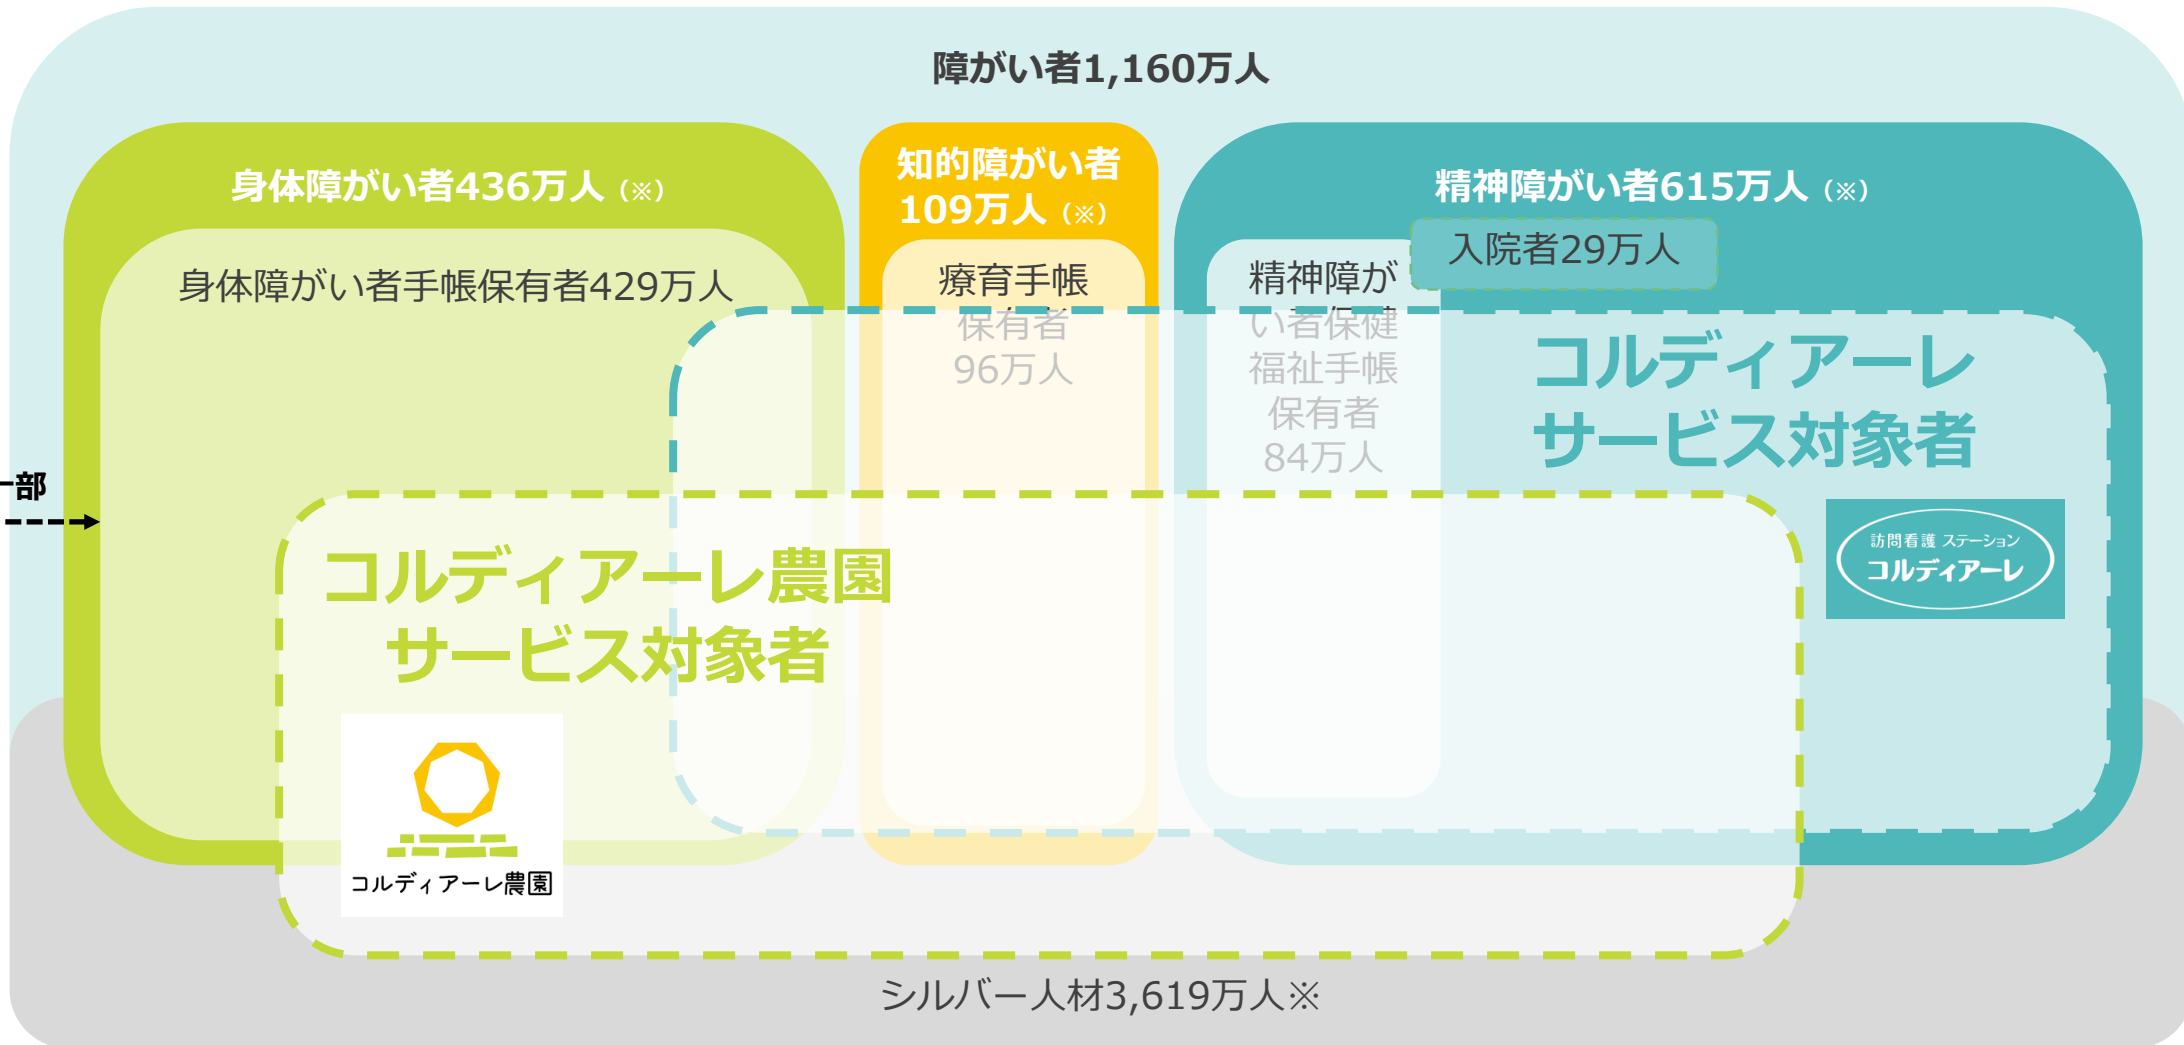 障がい者1,160万人
身体障がい者436万人（※）
身体障がい者手帳保有者429万人
知的障がい者
109万人（※）
療育手帳
保有者
96万人
精神障がい者615万人（※）
入院者29万人
精神障が
い者保健
福祉手帳
保有者
84万人
コルディアーレ
サービス対象者
訪問看護 ステーション
コルディアーレ
部
コルディアーレ農園
サービス対象者
コルディアーレ農園
シルバー人材3,619万人※